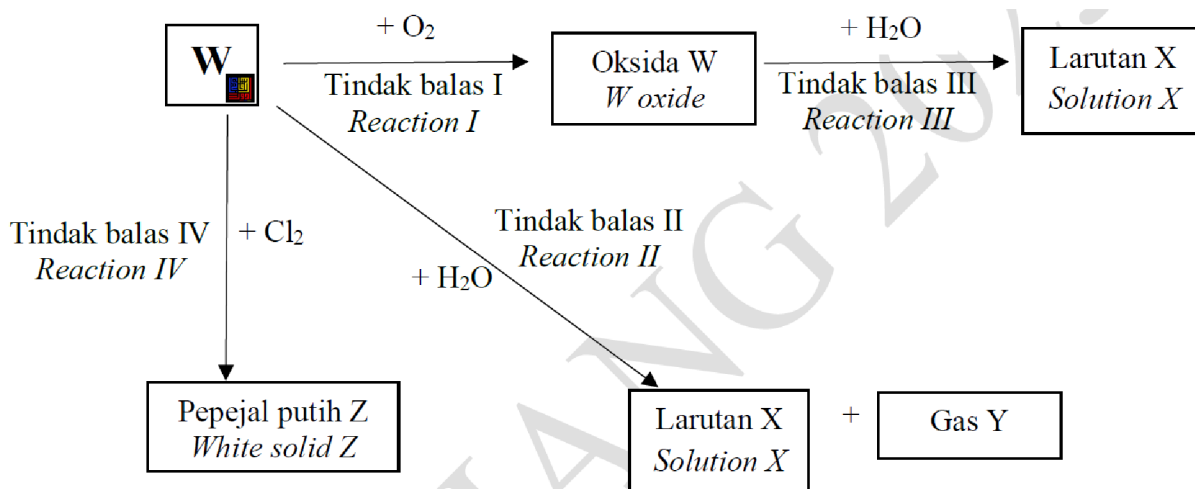 W
+ O₂
Tindak balas I
Reaction I
Oksida W
W oxide
+ H₂O
Tindak balas III
Reaction III
Larutan X
Solution X
Tindak balas IV
Reaction IV
+ Cl₂
Tindak balas II
Reaction II
+ H₂O
Pepejal putih Z
White solid Z
Larutan X
Solution X
+
Gas Y